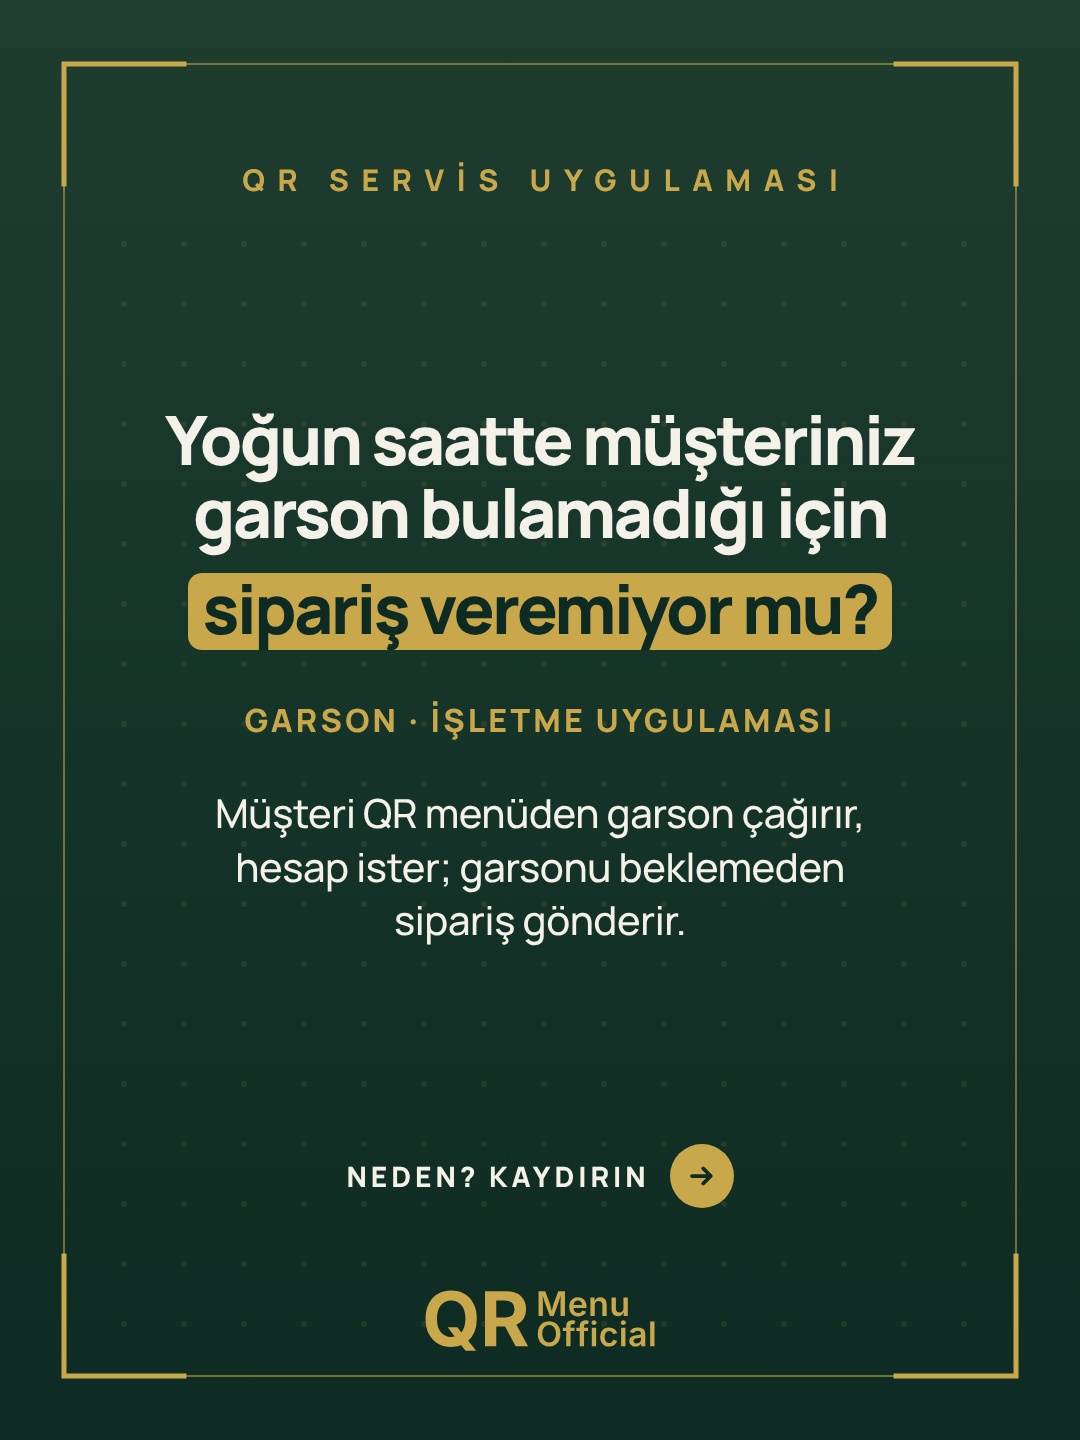 QR SERVİS UYGULAMASI
Yoğun saatte müşteriniz
garson bulamadığı için
sipariş veremiyor mu?
GARSON · İŞLETME UYGULAMASI
Müşteri QR menüden garson çağırır,
hesap ister; garsonu beklemeden
sipariş gönderir.
NEDEN? KAYDIRIN
QR Menu
Official